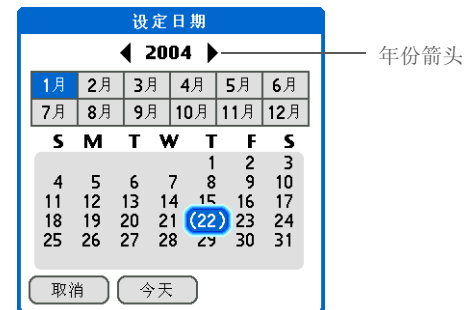 设定日期
2004
年份箭头
1月 2月 3月 4月 5月 6月
7月 8月 9月 10月 11月 12月
S M T W T F S
1 2 3
4 5 6 7 8 9 10
11 12 13 14 15 16 17
18 19 20 21 (22) 23 24
25 26 27 28 29 30 31
取消 今天